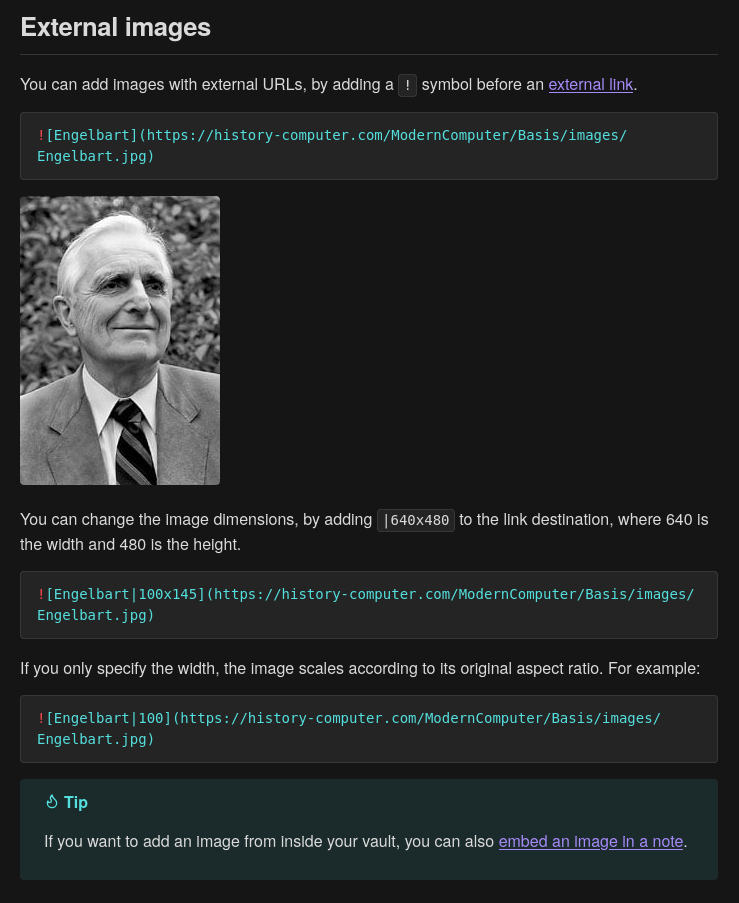 External images
You can add images with external URLs, by adding a ! symbol before an external link.
![Engelbart](https://history-computer.com/ModernComputer/Basis/images/
Engelbart.jpg)
You can change the image dimensions, by adding |640x480 to the link destination, where 640 is
the width and 480 is the height.
![Engelbart|100x145](https://history-computer.com/ModernComputer/Basis/images/
Engelbart.jpg)
If you only specify the width, the image scales according to its original aspect ratio. For example:
![Engelbart|100](https://history-computer.com/ModernComputer/Basis/images/
Engelbart.jpg)
Tip
If you want to add an image from inside your vault, you can also embed an image in a note.